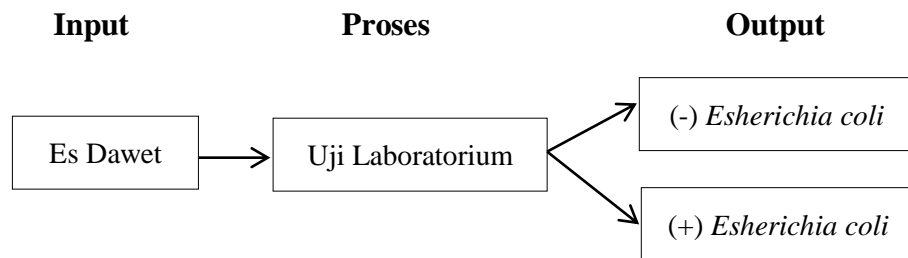 Input Proses Output
(-) Esherichia coli
Es Dawet
Uji Laboratorium
(+) Esherichia coli